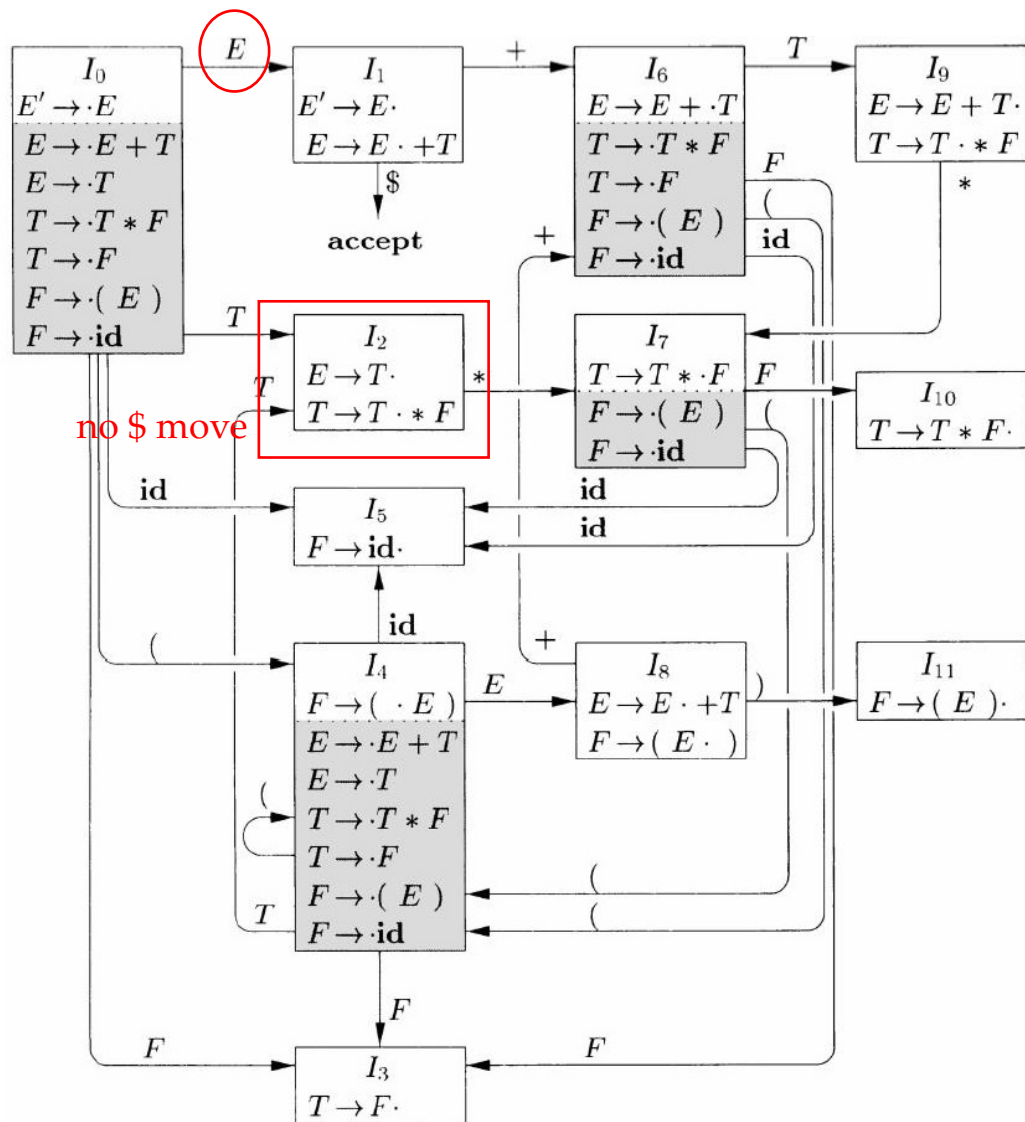 I₀
E' → ·E
E → ·E + T
E → ·T
T → ·T * F
T → ·F
F → ·( E )
F → ·id
E
I₁
E' → E·
E → E · +T
$
accept
+
I₆
E → E + ·T
T → ·T * F
T → ·F
F → ·( E )
F → ·id
T
I₉
E → E + T·
T → T · * F
*
F
(
id
+
T
I₂
E → T·
T → T · * F
T
no $ move
*
I₇
T → T * ·F
F → ·( E )
F → ·id
F
(
I₁₀
T → T * F·
id
id
id
I₅
F → id·
id
(
I₄
F → ( · E )
E → ·E + T
E → ·T
T → ·T * F
T → ·F
F → ·( E )
F → ·id
(
T
E
+
I₈
E → E · +T
F → ( E · )
)
I₁₁
F → ( E ) ·
(
(
F
F
F
I₃
T → F·